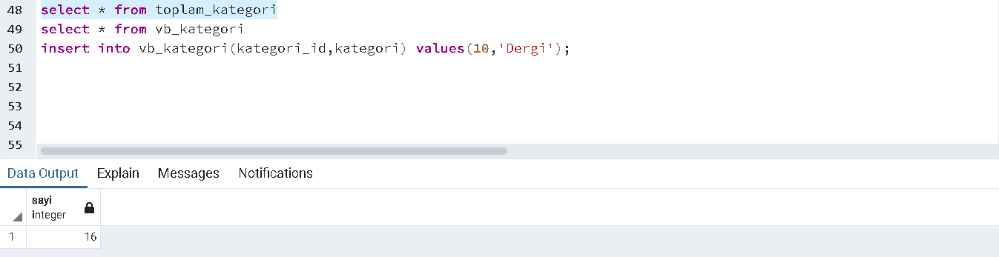 48 select * from toplam_kategori
49 select * from vb_kategori
50 insert into vb_kategori(kategori_id,kategori) values(10,'Dergi');
51
52
53
54
55
Data Output Explain Messages Notifications
sayi
integer
1 16